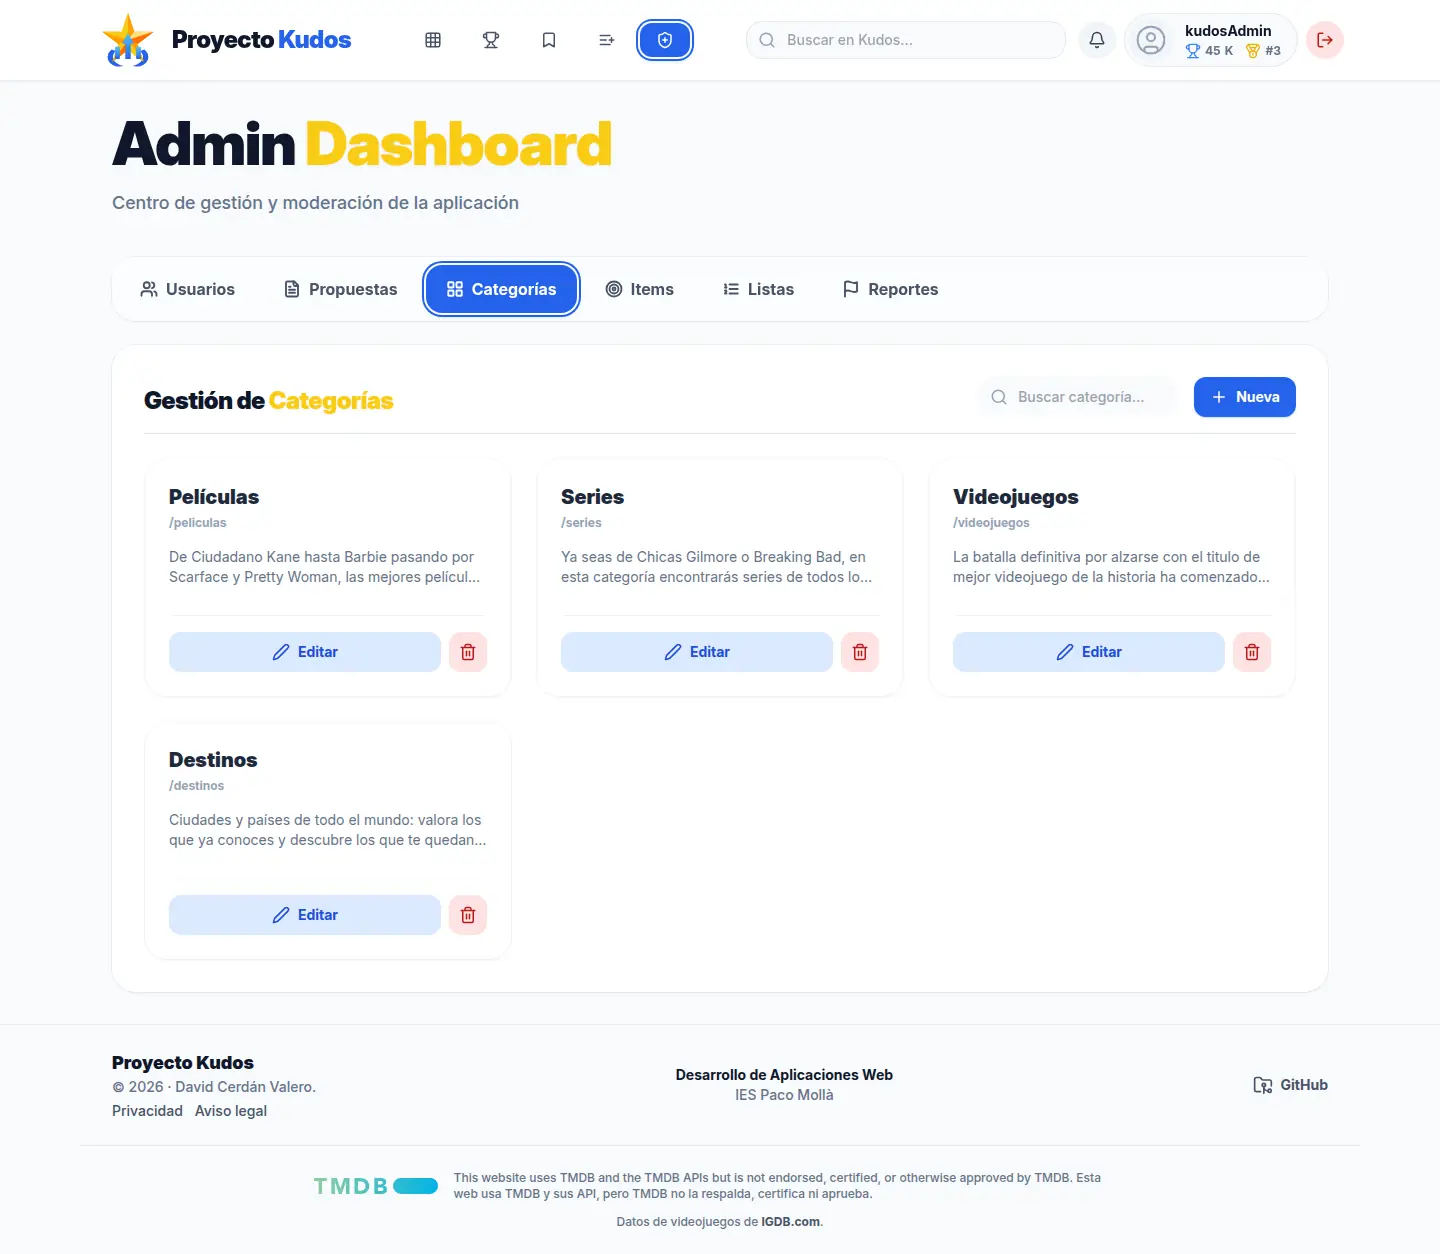 Proyecto Kudos
Buscar en Kudos...
kudosAdmin
45 K #3
Admin Dashboard
Centro de gestión y moderación de la aplicación
Usuarios Propuestas Categorías Items Listas Reportes
Gestión de Categorías
Buscar categoría...
Nueva
Películas
/peliculas
De Ciudadano Kane hasta Barbie pasando por
Scarface y Pretty Woman, las mejores películ...
Editar
Series
/series
Ya seas de Chicas Gilmore o Breaking Bad, en
esta categoría encontrarás series de todos lo...
Editar
Videojuegos
/videojuegos
La batalla definitiva por alzarse con el titulo de
mejor videojuego de la historia ha comenzado...
Editar
Destinos
/destinos
Ciudades y países de todo el mundo: valora los
que ya conoces y descubre los que te quedan...
Editar
Proyecto Kudos
© 2026 · David Cerdán Valero.
Privacidad Aviso legal
Desarrollo de Aplicaciones Web
IES Paco Mollà
GitHub
TMDB
This website uses TMDB and the TMDB APIs but is not endorsed, certified, or otherwise approved by TMDB. Esta
web usa TMDB y sus API, pero TMDB no la respalda, certifica ni aprueba.
Datos de videojuegos de IGDB.com.